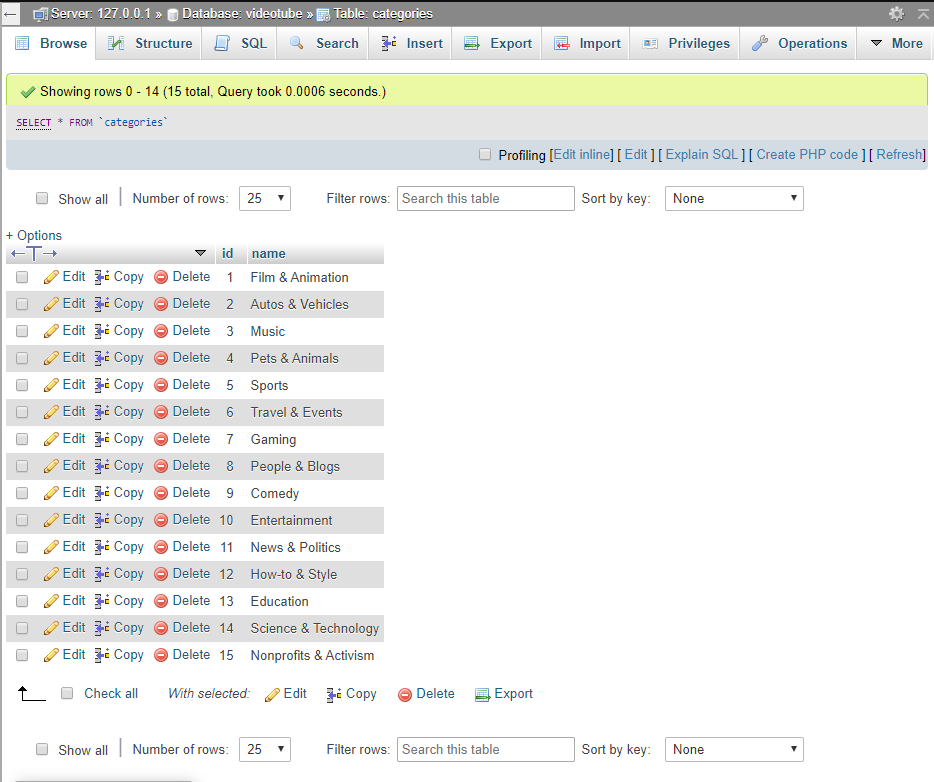 Server: 127.0.0.1 » Database: videotube » Table: categories
Browse Structure SQL Search Insert Export Import Privileges Operations More
Showing rows 0 - 14 (15 total, Query took 0.0006 seconds.)
SELECT * FROM `categories`
Profiling [Edit inline] [ Edit ] [ Explain SQL ] [ Create PHP code ] [ Refresh]
Show all Number of rows: 25 Filter rows: Search this table Sort by key: None
+ Options
id name
Edit Copy Delete 1 Film & Animation
Edit Copy Delete 2 Autos & Vehicles
Edit Copy Delete 3 Music
Edit Copy Delete 4 Pets & Animals
Edit Copy Delete 5 Sports
Edit Copy Delete 6 Travel & Events
Edit Copy Delete 7 Gaming
Edit Copy Delete 8 People & Blogs
Edit Copy Delete 9 Comedy
Edit Copy Delete 10 Entertainment
Edit Copy Delete 11 News & Politics
Edit Copy Delete 12 How-to & Style
Edit Copy Delete 13 Education
Edit Copy Delete 14 Science & Technology
Edit Copy Delete 15 Nonprofits & Activism
Check all With selected: Edit Copy Delete Export
Show all Number of rows: 25 Filter rows: Search this table Sort by key: None